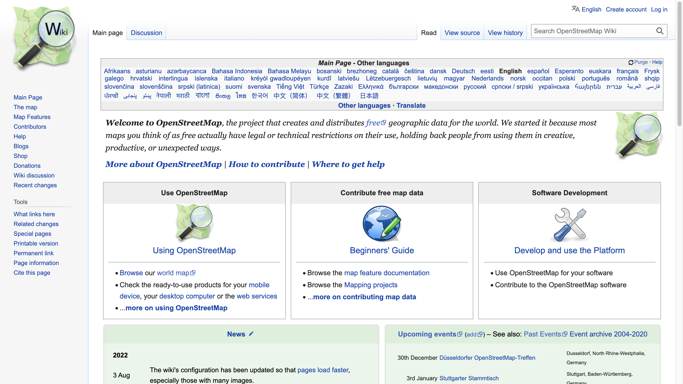 Wiki
English Create account Log in
Main page Discussion Read View source View history Search OpenStreetMap Wiki
Main Page
The map
Map Features
Contributors
Help
Blogs
Shop
Donations
Wiki discussion
Recent changes
Tools
What links here
Related changes
Special pages
Printable version
Permanent link
Page information
Cite this page
Main Page - Other languages
Purge · Help
Afrikaans asturianu azərbaycanca Bahasa Indonesia Bahasa Melayu bosanski brezhoneg català čeština dansk Deutsch eesti English español Esperanto euskara français Frysk
galego hrvatski interlingua íslenska italiano kréyòl gwadloupéyen kurdî latviešu Lëtzebuergesch lietuvių magyar Nederlands norsk occitan polski português română shqip
slovenčina slovenščina srpski (latinica) suomi svenska Tiếng Việt Türkçe Zazaki Ελληνικά български македонски русский српски / srpski українська Հայերեն עברית العربية فارسی
پښتو नेपाली मराठी বাংলা தமிழ் ไทย 한국어 中文（简体） 中文（繁體） 日本語
Other languages · Translate
Welcome to OpenStreetMap, the project that creates and distributes free geographic data for the world. We started it because most
maps you think of as free actually have legal or technical restrictions on their use, holding back people from using them in creative,
productive, or unexpected ways.
More about OpenStreetMap | How to contribute | Where to get help
Use OpenStreetMap
Using OpenStreetMap
Browse our world map
Check the ready-to-use products for your mobile
device, your desktop computer or the web services
...more on using OpenStreetMap
Contribute free map data
Beginners' Guide
Browse the map feature documentation
Browse the Mapping projects
...more on contributing map data
Software Development
Develop and use the Platform
Use OpenStreetMap for your software
Contribute to the OpenStreetMap software
News
2022
3 Aug The wiki's configuration has been updated so that pages load faster,
especially those with many images.
Upcoming events (add) – See also: Past Events Event archive 2004-2020
30th December Düsseldorfer OpenStreetMap-Treffen Dusseldorf, North Rhine-Westphalia,
Germany
3rd January Stuttgarter Stammtisch Stuttgart, Baden-Württemberg,
Germany